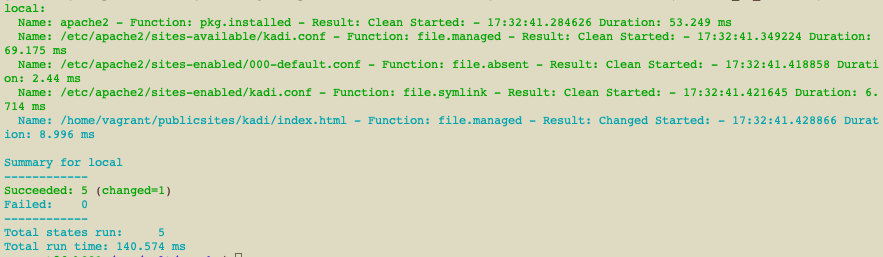 local:
  Name: apache2 - Function: pkg.installed - Result: Clean Started: - 17:32:41.284626 Duration: 53.249 ms
  Name: /etc/apache2/sites-available/kadi.conf - Function: file.managed - Result: Clean Started: - 17:32:41.349224 Duration:
69.175 ms
  Name: /etc/apache2/sites-enabled/000-default.conf - Function: file.absent - Result: Clean Started: - 17:32:41.418858 Durati
on: 2.44 ms
  Name: /etc/apache2/sites-enabled/kadi.conf - Function: file.symlink - Result: Clean Started: - 17:32:41.421645 Duration: 6.
714 ms
  Name: /home/vagrant/publicsites/kadi/index.html - Function: file.managed - Result: Changed Started: - 17:32:41.428866 Durat
ion: 8.996 ms

Summary for local
------------
Succeeded: 5 (changed=1)
Failed:    0
------------
Total states run:     5
Total run time: 140.574 ms